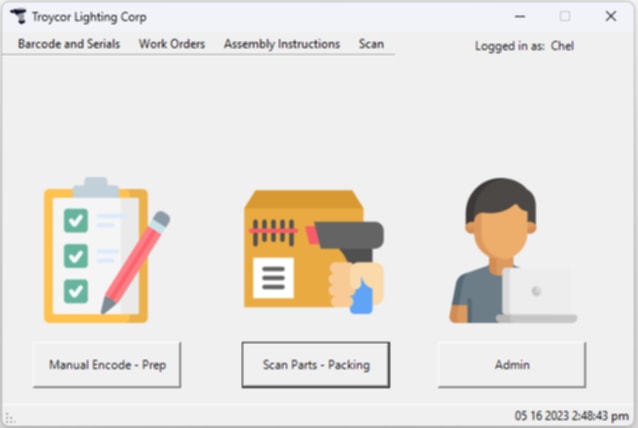 Troycor Lighting Corp
Barcode and Serials Work Orders Assembly Instructions Scan
Logged in as: Chel
Manual Encode - Prep
Scan Parts - Packing
Admin
05 16 2023 2:48:43 pm